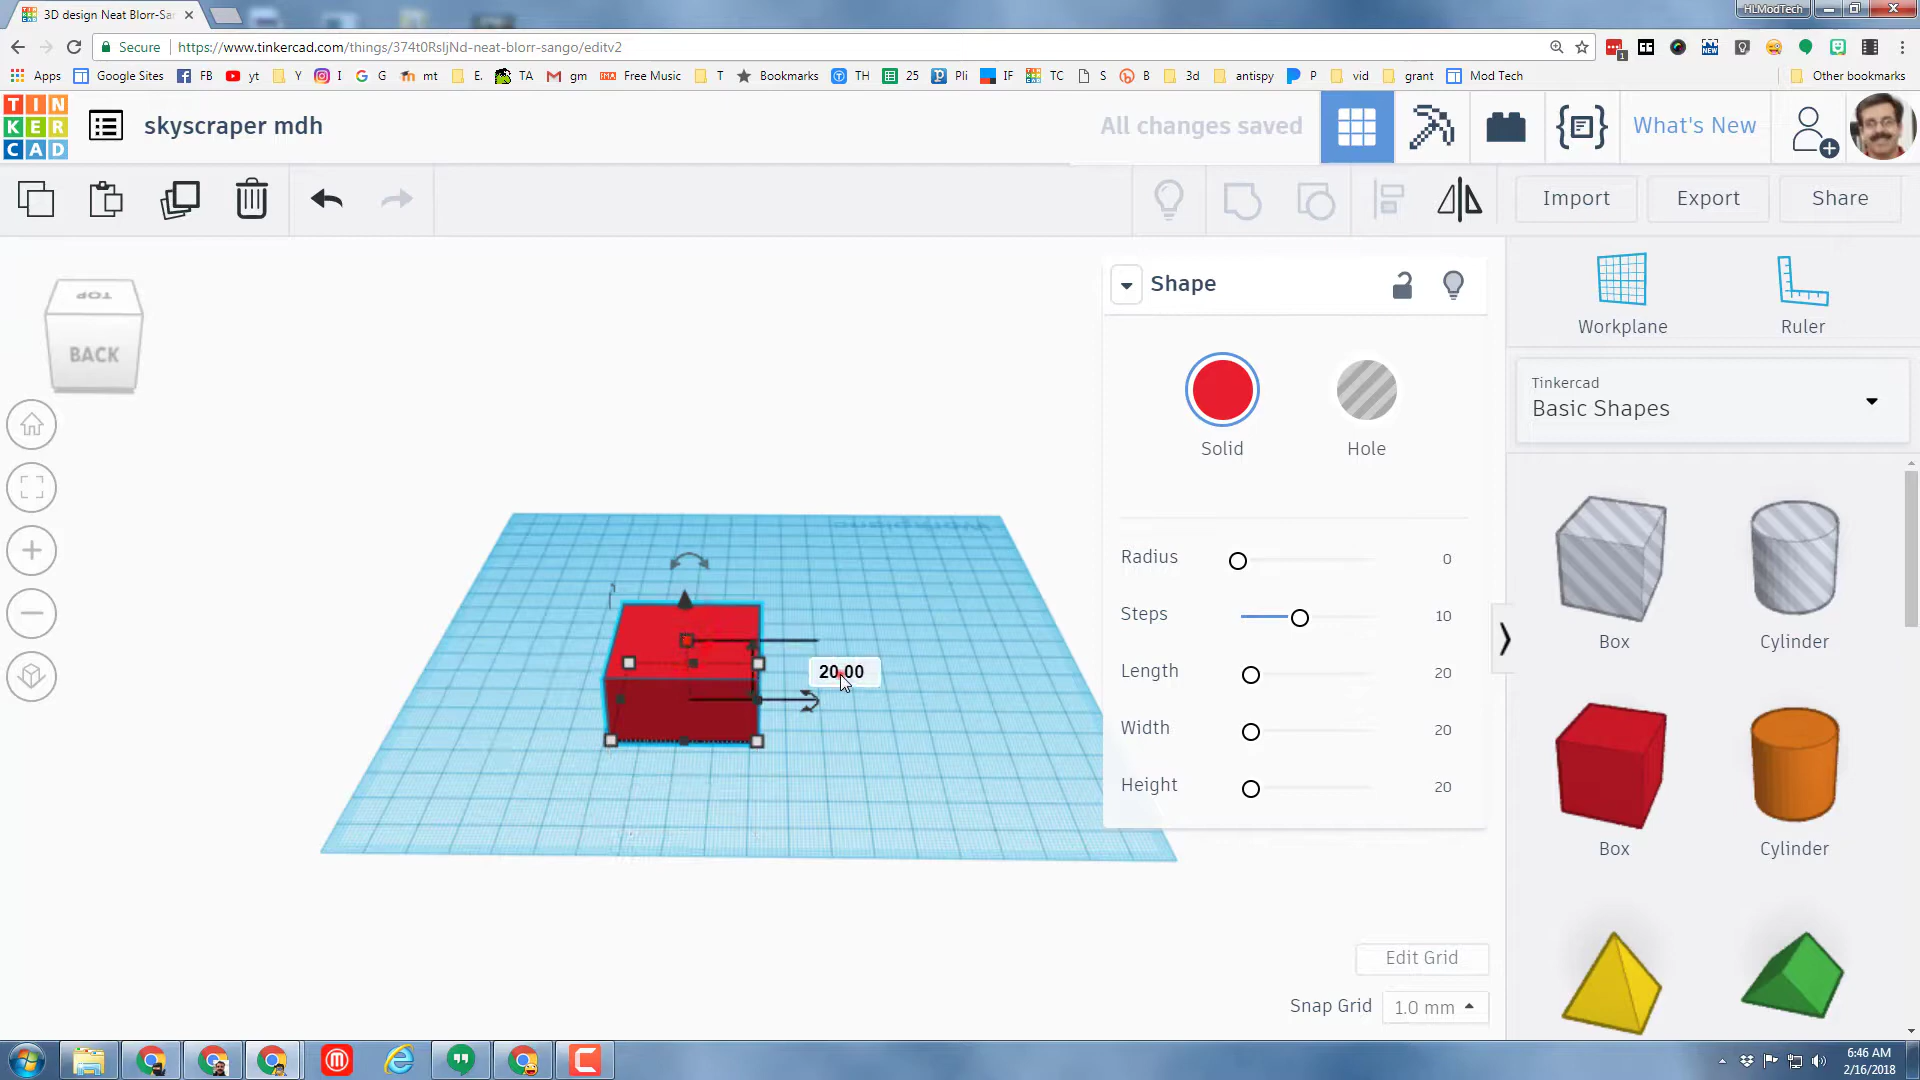 3D design Neat Blorr-San
HLModTech
Secure
https://www.tinkercad.com/things/374t0RsljNd-neat-blorr-sango/editv2
Apps Google Sites FB yt Y I G mt E. TA gm Free Music T Bookmarks TH 25 Pli IF TC S B 3d antispy P vid grant Mod Tech Other bookmarks
TIN
KER
CAD
skyscraper mdh
All changes saved
What's New
Import
Export
Share
TOP
BACK
Workplane
20.00
Shape
Solid
Hole
Radius 0
Steps 10
Length 20
Width 20
Height 20
Edit Grid
Snap Grid 1.0 mm
Workplane
Ruler
Tinkercad
Basic Shapes
Box
Cylinder
Box
Cylinder
6:46 AM
2/16/2018